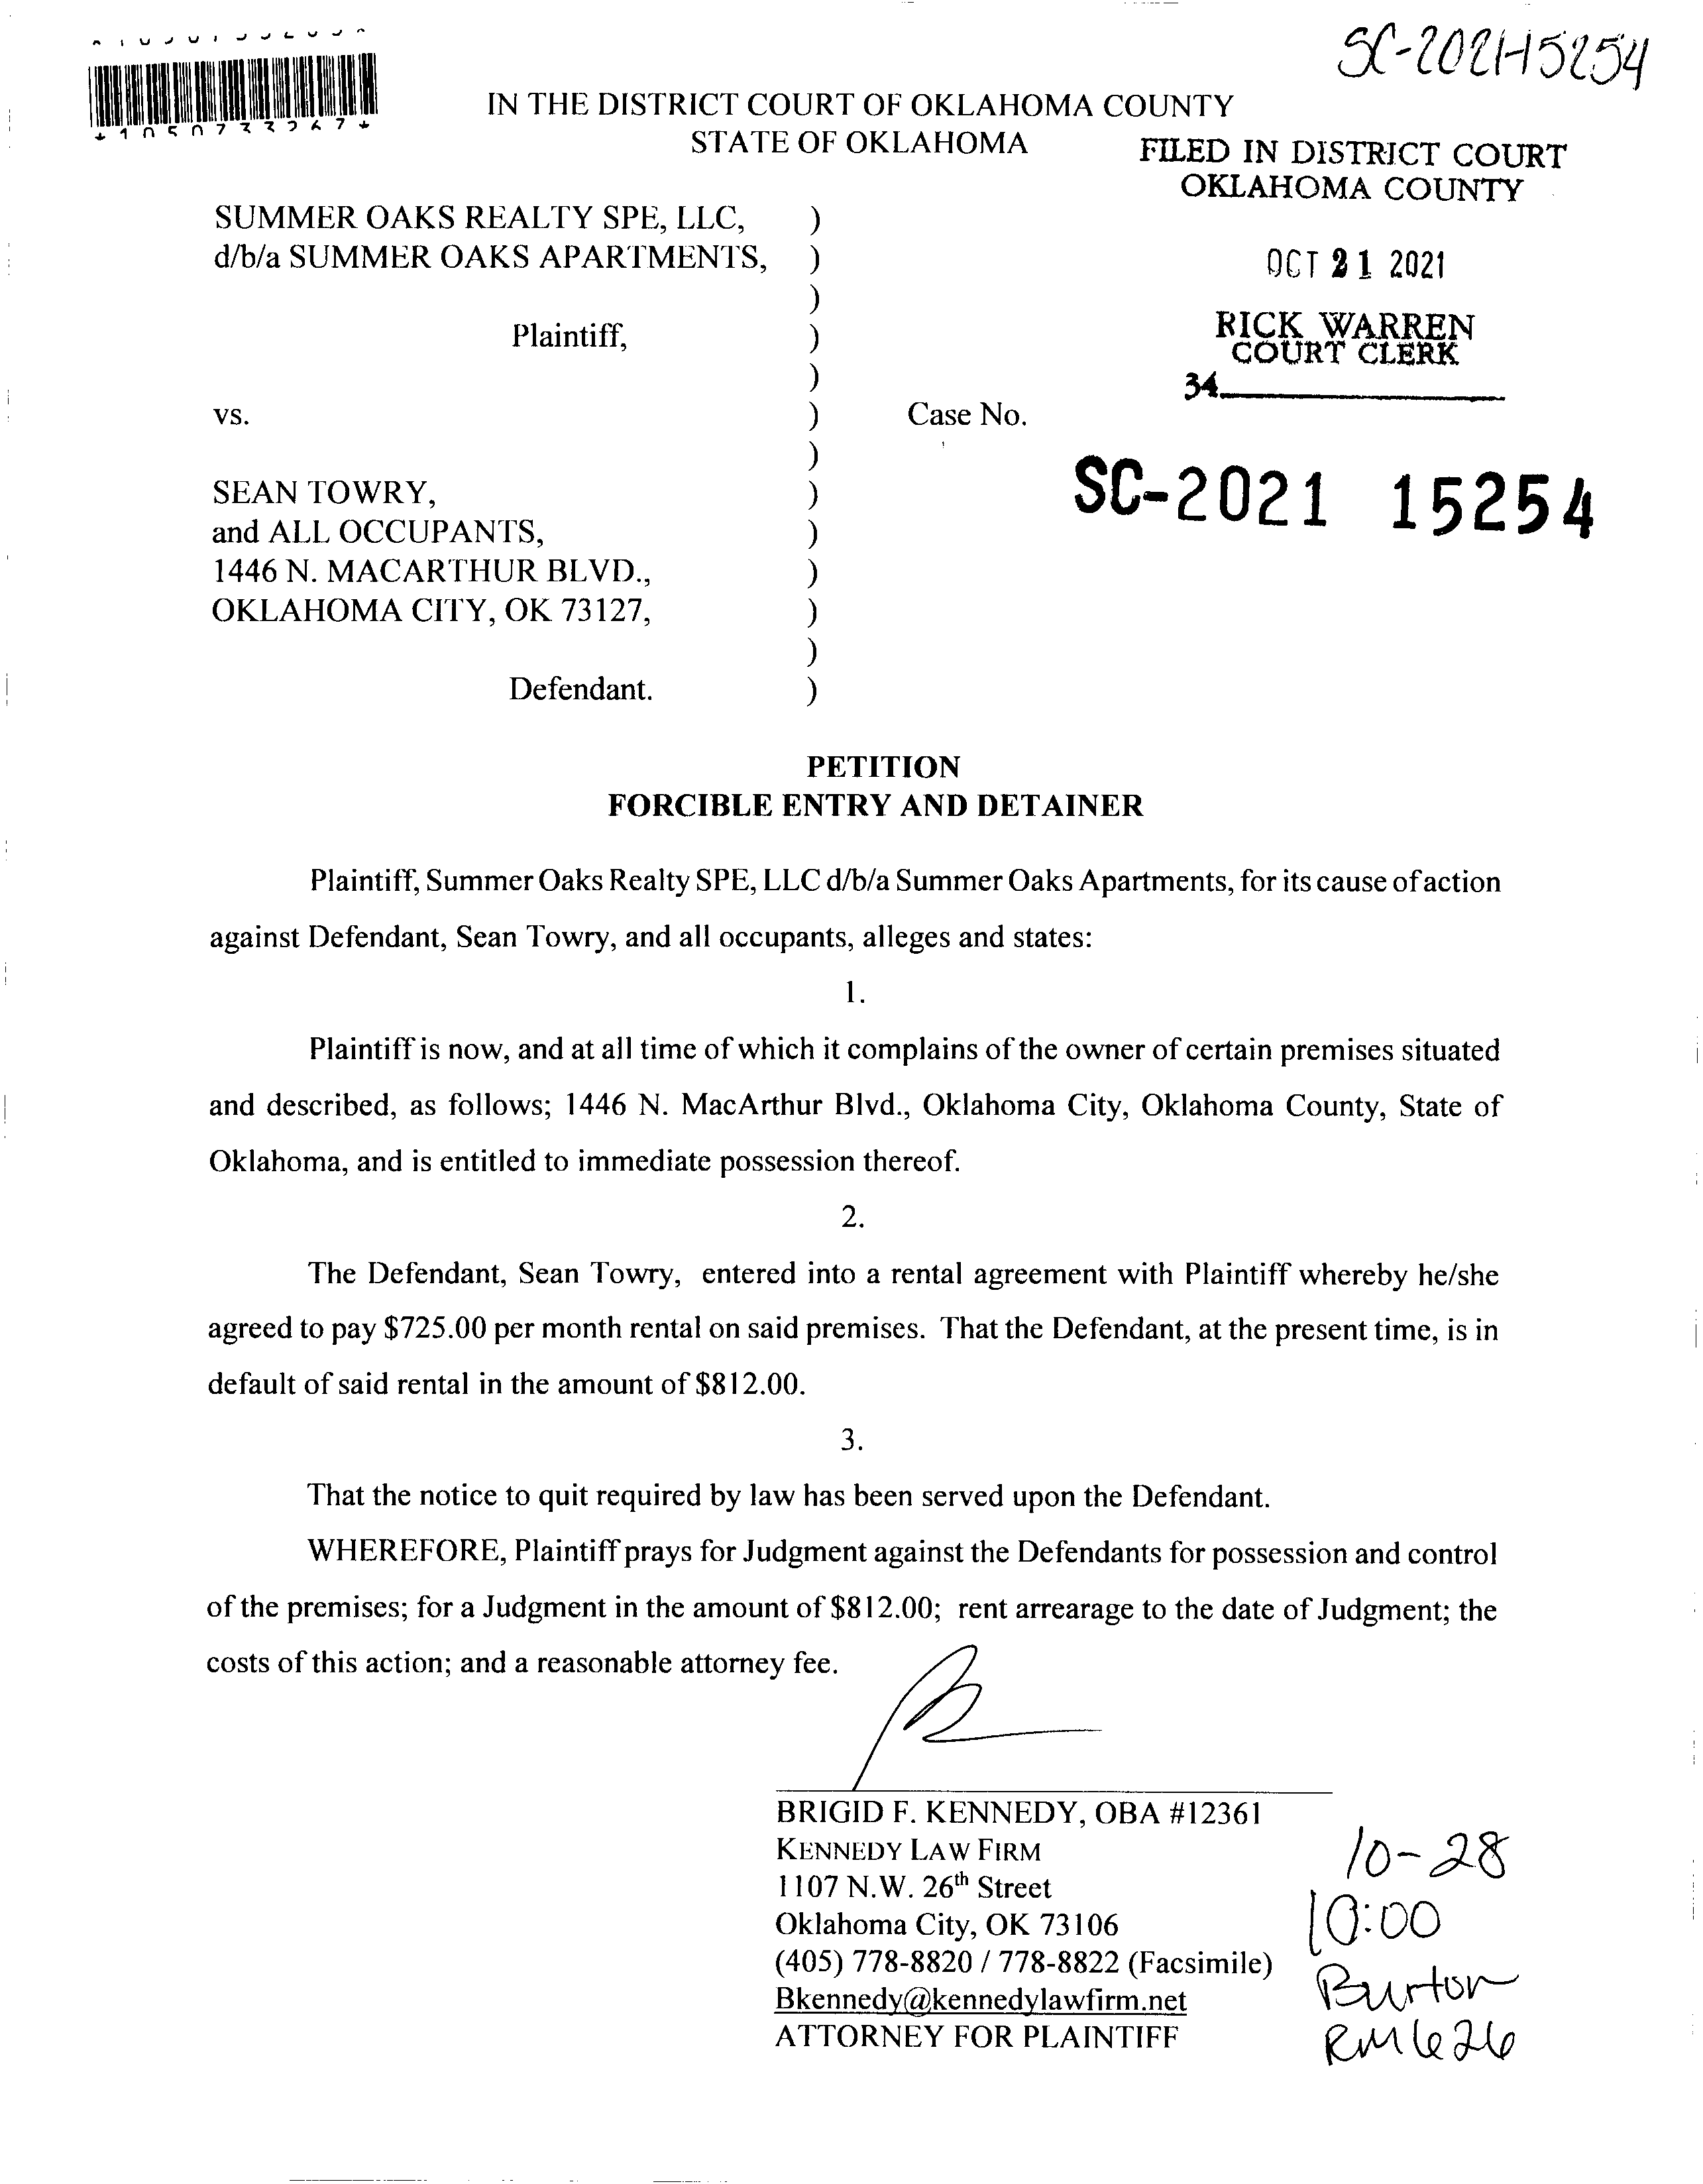 SC-2021-15254
*1050733267*
IN THE DISTRICT COURT OF OKLAHOMA COUNTY
STATE OF OKLAHOMA
FILED IN DISTRICT COURT
OKLAHOMA COUNTY
OCT 21 2021
RICK WARREN
COURT CLERK
34
SUMMER OAKS REALTY SPE, LLC, )
d/b/a SUMMER OAKS APARTMENTS, )
)
Plaintiff, )
)
vs. ) Case No.
)
SC-2021 15254
SEAN TOWRY, )
and ALL OCCUPANTS, )
1446 N. MACARTHUR BLVD., )
OKLAHOMA CITY, OK 73127, )
)
Defendant. )
PETITION
FORCIBLE ENTRY AND DETAINER
Plaintiff, Summer Oaks Realty SPE, LLC d/b/a Summer Oaks Apartments, for its cause of action
against Defendant, Sean Towry, and all occupants, alleges and states:
1.
Plaintiff is now, and at all time of which it complains of the owner of certain premises situated
and described, as follows; 1446 N. MacArthur Blvd., Oklahoma City, Oklahoma County, State of
Oklahoma, and is entitled to immediate possession thereof.
2.
The Defendant, Sean Towry, entered into a rental agreement with Plaintiff whereby he/she
agreed to pay $725.00 per month rental on said premises. That the Defendant, at the present time, is in
default of said rental in the amount of $812.00.
3.
That the notice to quit required by law has been served upon the Defendant.
WHEREFORE, Plaintiff prays for Judgment against the Defendants for possession and control
of the premises; for a Judgment in the amount of $812.00; rent arrearage to the date of Judgment; the
costs of this action; and a reasonable attorney fee.
BRIGID F. KENNEDY, OBA #12361
KENNEDY LAW FIRM
1107 N.W. 26th Street
Oklahoma City, OK 73106
(405) 778-8820 / 778-8822 (Facsimile)
Bkennedy@kennedylawfirm.net
ATTORNEY FOR PLAINTIFF
10-28
10:00
Burton
Rm 626